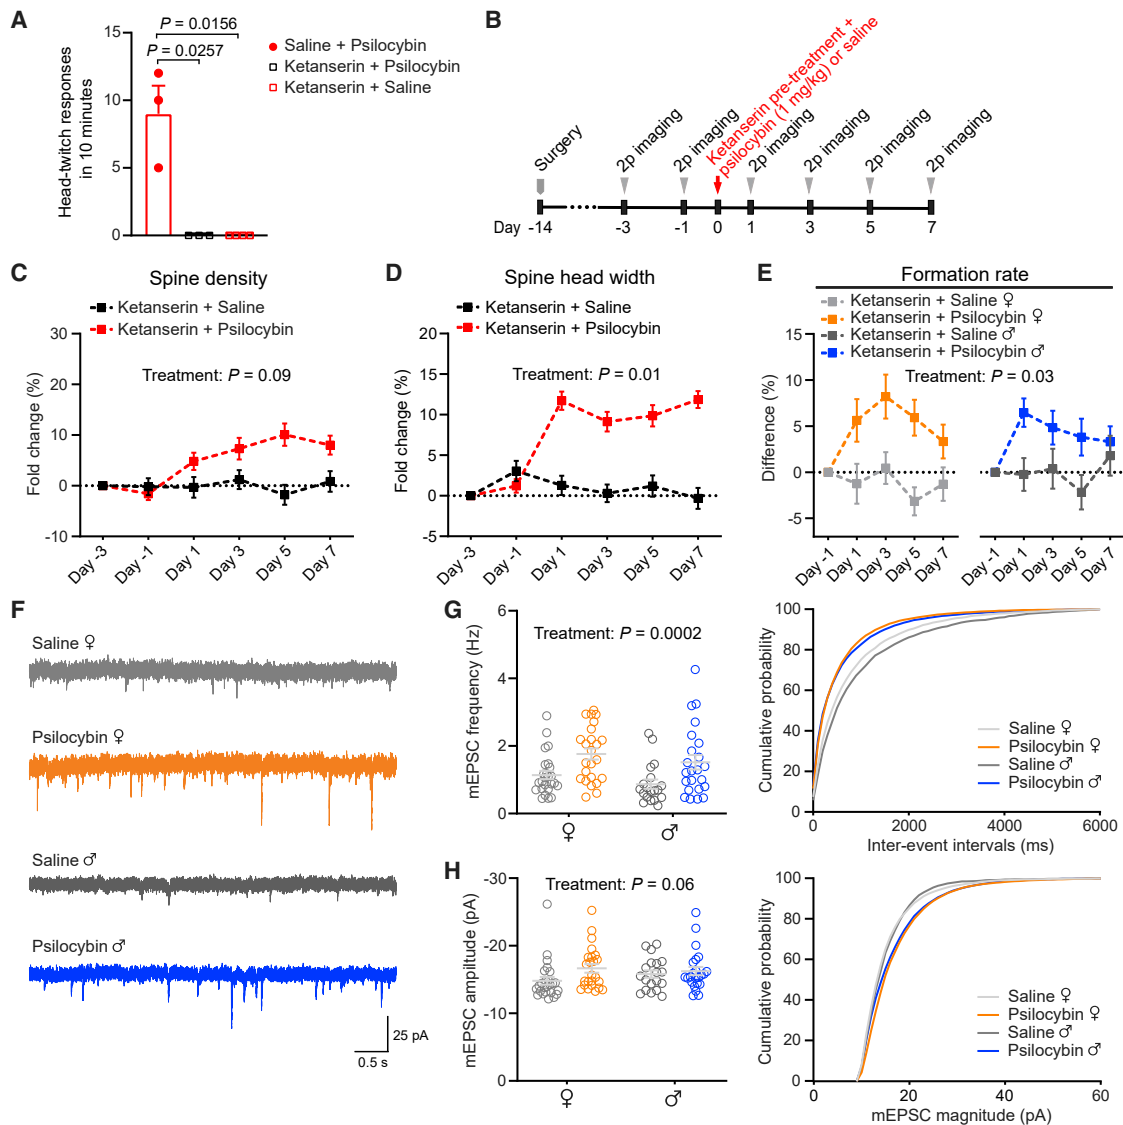 A
Head-twitch responses
in 10 minutes
15
10
5
0
P = 0.0156
P = 0.0257
Saline + Psilocybin
Ketanserin + Psilocybin
Ketanserin + Saline
B
Surgery
2p imaging
2p imaging
Ketanserin pre-treatment +
psilocybin (1 mg/kg) or saline
2p imaging
2p imaging
2p imaging
2p imaging
Day -14 -3 -1 0 1 3 5 7
C
Spine density
Ketanserin + Saline
Ketanserin + Psilocybin
Treatment: P = 0.09
Fold change (%)
30
20
10
0
-10
Day -3 Day -1 Day 1 Day 3 Day 5 Day 7
D
Spine head width
Ketanserin + Saline
Ketanserin + Psilocybin
Treatment: P = 0.01
Fold change (%)
20
15
10
5
0
-5
Day -3 Day -1 Day 1 Day 3 Day 5 Day 7
E
Formation rate
Ketanserin + Saline ♀
Ketanserin + Psilocybin ♀
Ketanserin + Saline ♂
Ketanserin + Psilocybin ♂
Treatment: P = 0.03
Difference (%)
15
10
5
0
-5
Day -1 Day 1 Day 3 Day 5 Day 7
Day -1 Day 1 Day 3 Day 5 Day 7
F
Saline ♀
Psilocybin ♀
Saline ♂
Psilocybin ♂
25 pA
0.5 s
G
mEPSC frequency (Hz)
6
4
2
0
Treatment: P = 0.0002
♀ ♂
Cumulative probability
100
80
60
40
20
0
Saline ♀
Psilocybin ♀
Saline ♂
Psilocybin ♂
0 2000 4000 6000
Inter-event intervals (ms)
H
mEPSC ampitude (pA)
-30
-20
-10
0
Treatment: P = 0.06
♀ ♂
Cumulative probability
100
80
60
40
20
0
Saline ♀
Psilocybin ♀
Saline ♂
Psilocybin ♂
0 20 40 60
mEPSC magnitude (pA)